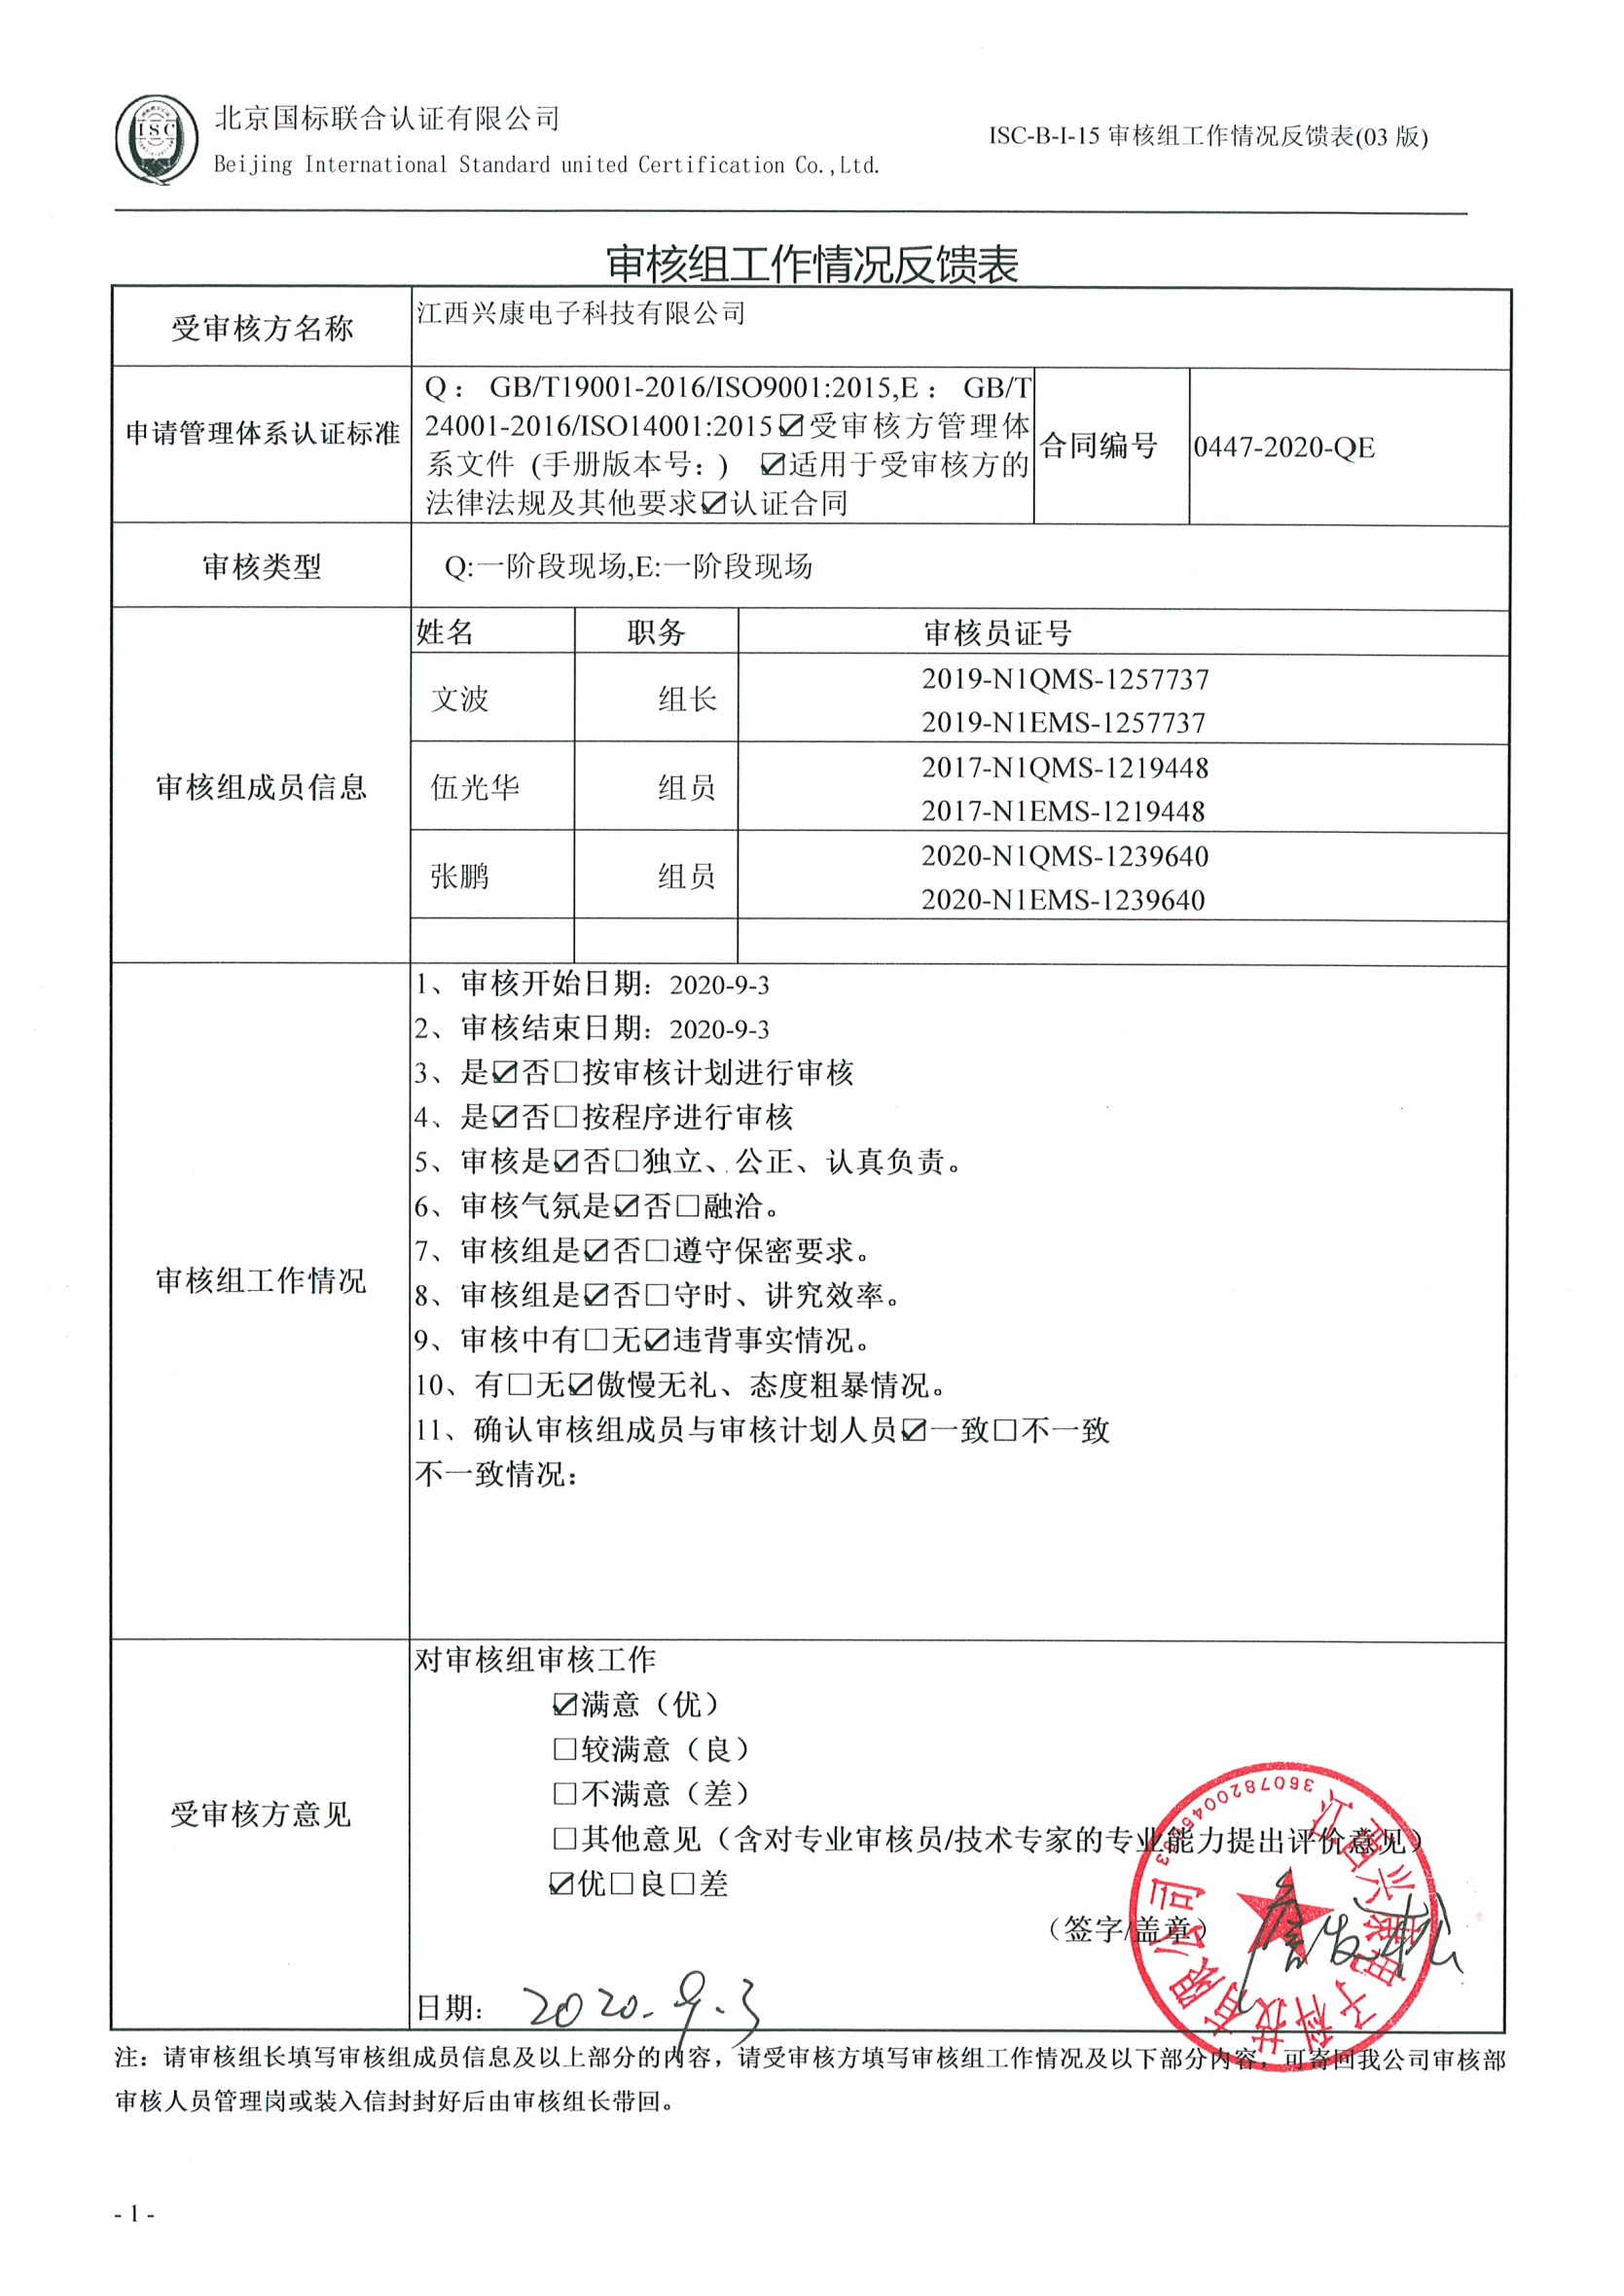 ISC
北京国标联合认证有限公司
Beijing International Standard united Certification Co.,Ltd.
ISC-B-I-15 审核组工作情况反馈表(03 版)
审核组工作情况反馈表
受审核方名称
江西兴康电子科技有限公司
申请管理体系认证标准
Q： GB/T19001-2016/ISO9001:2015,E： GB/T
24001-2016/ISO14001:2015☑受审核方管理体
系文件 (手册版本号：) ☑适用于受审核方的
法律法规及其他要求☑认证合同
合同编号
0447-2020-QE
审核类型
Q:一阶段现场,E:一阶段现场
审核组成员信息
姓名 职务 审核员证号
文波 组长 2019-N1QMS-1257737
2019-N1EMS-1257737
伍光华 组员 2017-N1QMS-1219448
2017-N1EMS-1219448
张鹏 组员 2020-N1QMS-1239640
2020-N1EMS-1239640
审核组工作情况
1、审核开始日期：2020-9-3
2、审核结束日期：2020-9-3
3、是☑否□按审核计划进行审核
4、是☑否□按程序进行审核
5、审核是☑否□独立、公正、认真负责。
6、审核气氛是☑否□融洽。
7、审核组是☑否□遵守保密要求。
8、审核组是☑否□守时、讲究效率。
9、审核中有□无☑违背事实情况。
10、有□无☑傲慢无礼、态度粗暴情况。
11、确认审核组成员与审核计划人员☑一致□不一致
不一致情况：
受审核方意见
对审核组审核工作
☑满意（优）
□较满意（良）
□不满意（差）
□其他意见（含对专业审核员/技术专家的专业能力提出评价意见）
☑优□良□差
（签字/盖章）
江西兴康电子科技有限公司
日期： 2020.9.3
注：请审核组长填写审核组成员信息及以上部分的内容，请受审核方填写审核组工作情况及以下部分内容，可寄回我公司审核部
审核人员管理岗或装入信封封好后由审核组长带回。
- 1 -